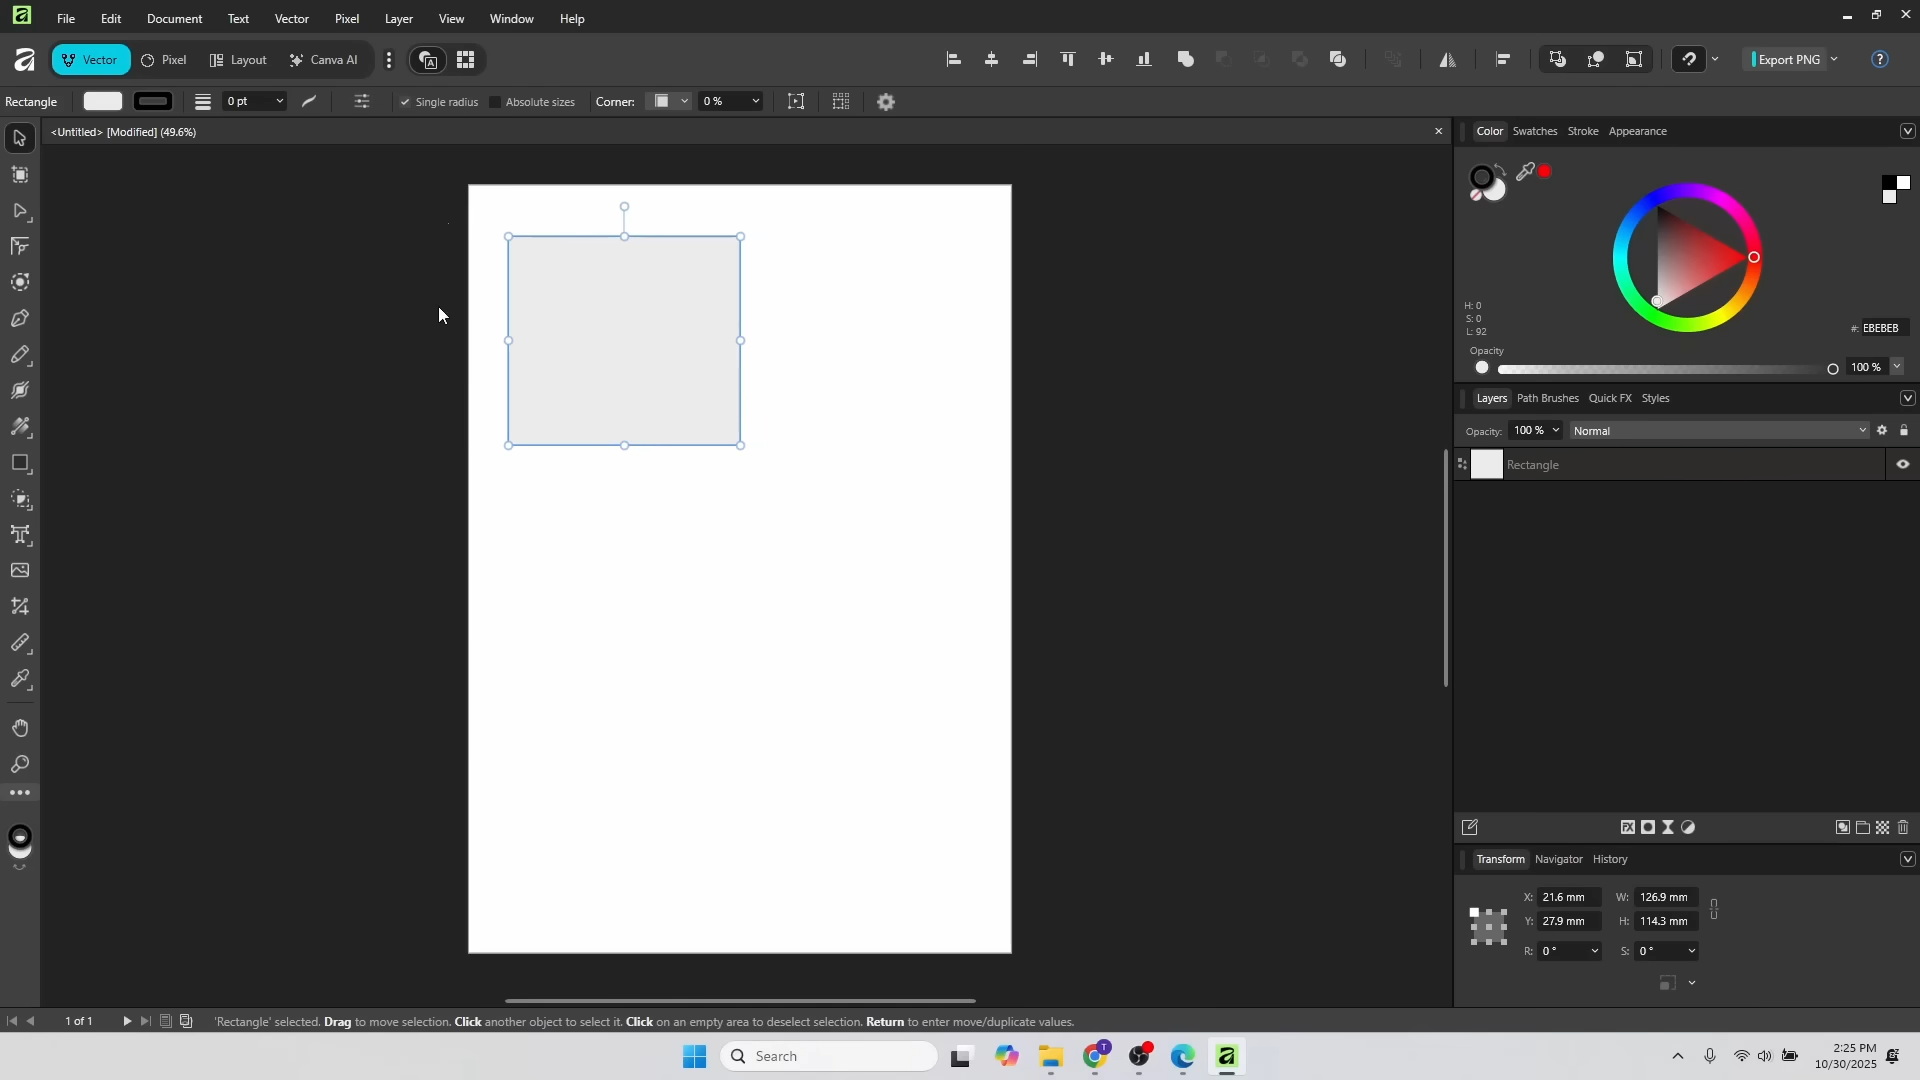 File Edit Document Text Vector Pixel Layer View Window Help
Vector Pixel Layout Canva AI Export PNG
Rectangle 0 pt Single radius Absolute sizes Corner: 0 %
<Untitled> [Modified] (49.6%)
Color Swatches Stroke Appearance
H: 0
S: 0
L: 92
#: EBEBEB
Opacity
100 %
Layers Path Brushes Quick FX Styles
Opacity: 100 % Normal
Rectangle
Transform Navigator History
X: 21.6 mm W: 126.9 mm
Y: 27.9 mm H: 114.3 mm
R: 0 ° S: 0 °
1 of 1 'Rectangle' selected. Drag to move selection. Click another object to select it. Click on an empty area to deselect selection. Return to enter move/duplicate values.
Search
2:25 PM
10/30/2025